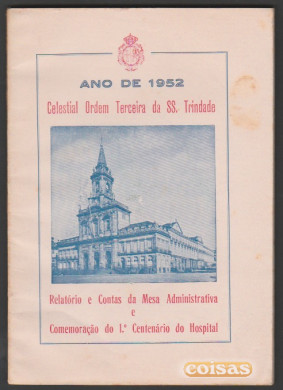 ANO DE 1952
Celestial Ordem Terceira da SS. Trindade
Relatório e Contas da Mesa Administrativa
e
Comemoração do 1.º Centenário do Hospital
coisas